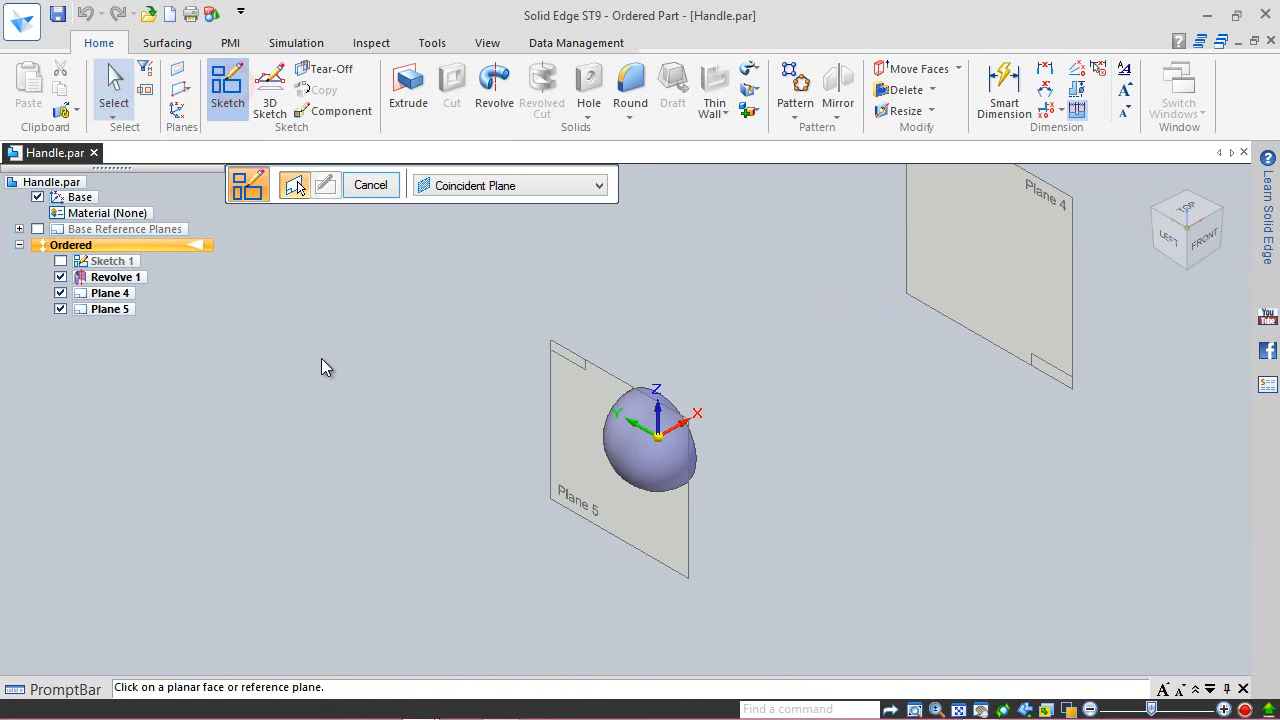 Solid Edge ST9 - Ordered Part - [Handle.par]
Home Surfacing PMI Simulation Inspect Tools View Data Management
Paste
Clipboard
Select
Select
Planes
Sketch
3D Sketch
Tear-Off
Copy
Component
Sketch
Extrude
Cut
Revolve
Revolved Cut
Hole
Round
Draft
Thin Wall
Solids
Pattern
Mirror
Pattern
Move Faces
Delete
Resize
Modify
Smart Dimension
Dimension
Switch Windows
Window
Handle.par
Cancel
Coincident Plane
Handle.par
Base
Material (None)
Base Reference Planes
Ordered
Sketch 1
Revolve 1
Plane 4
Plane 5
Plane 4
TOP
LEFT
FRONT
Z
Y
X
Plane 5
Learn Solid Edge
You Tube
PromptBar
Click on a planar face or reference plane.
Find a command